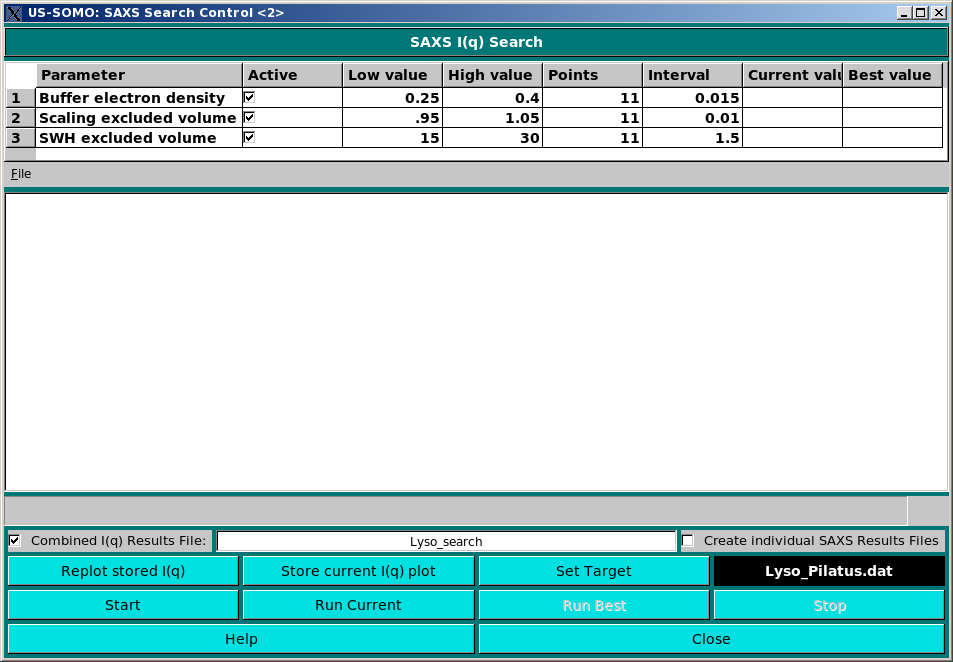 US-SOMO: SAXS Search Control <2>
SAXS I(q) Search
Parameter Active Low value High value Points Interval Current valu Best value
1 Buffer electron density 0.25 0.4 11 0.015
2 Scaling excluded volume .95 1.05 11 0.01
3 SWH excluded volume 15 30 11 1.5
File
Combined I(q) Results File: Lyso_search Create individual SAXS Results Files
Replot stored I(q) Store current I(q) plot Set Target Lyso_Pilatus.dat
Start Run Current Run Best Stop
Help Close